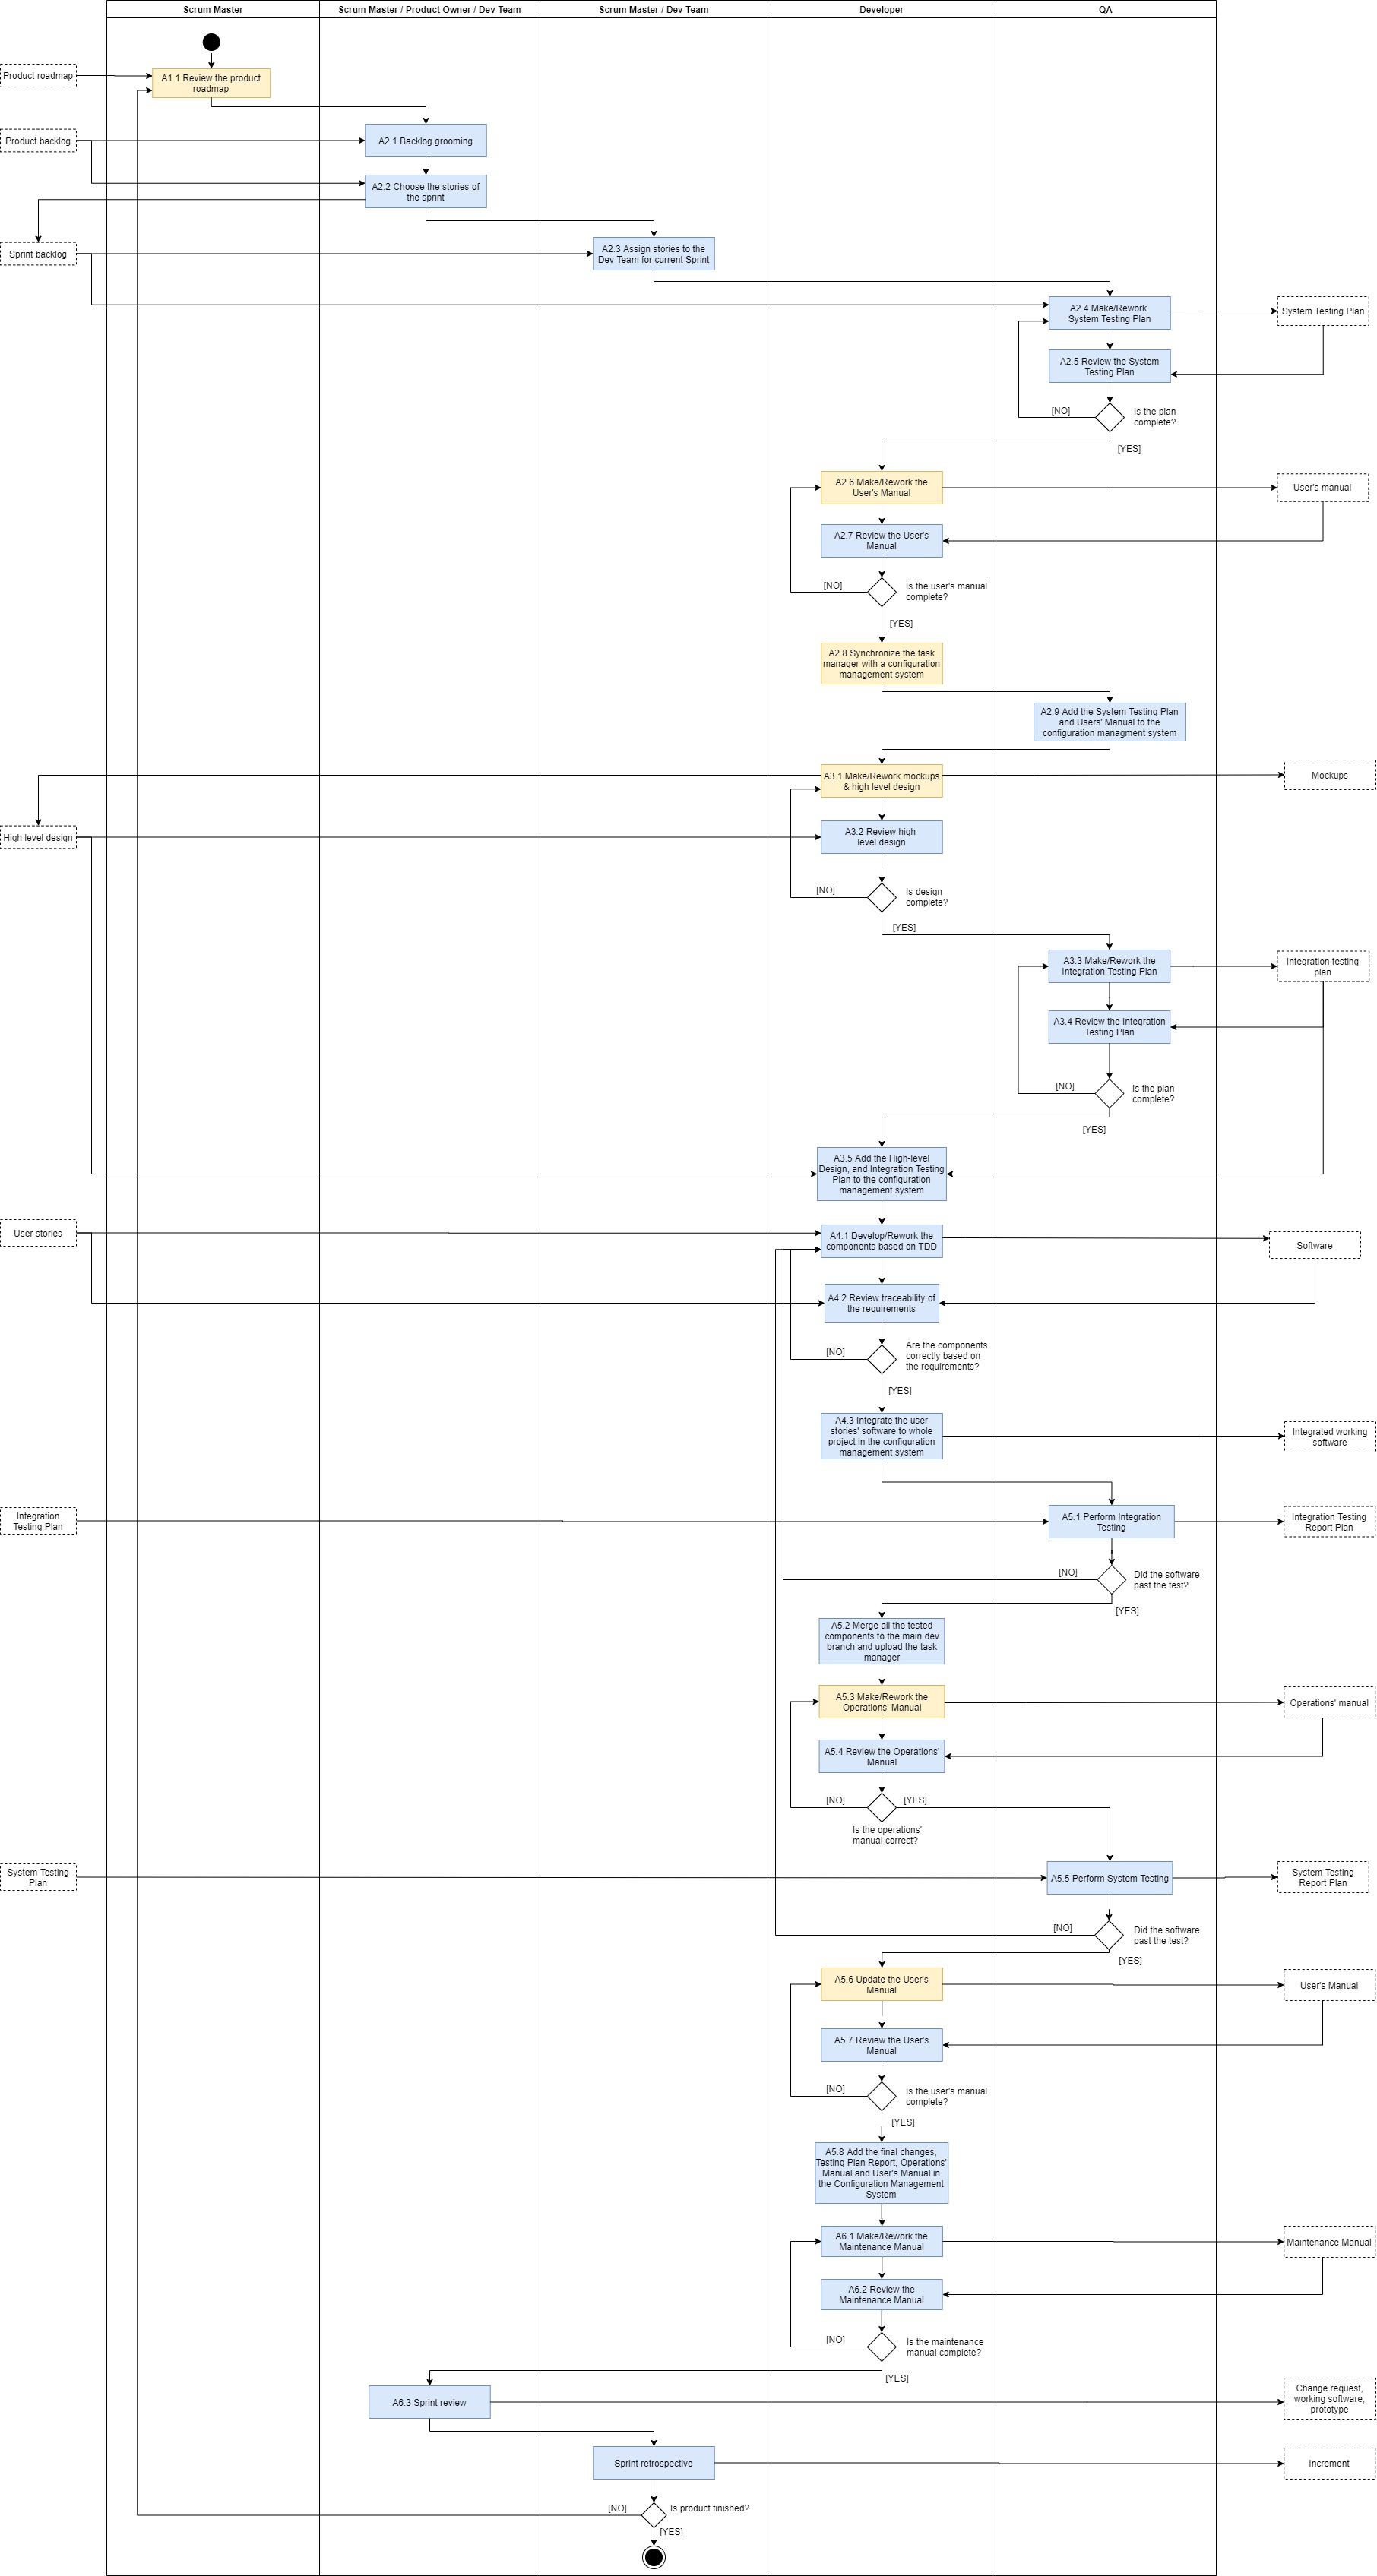 Scrum Master
Scrum Master / Product Owner / Dev Team
Scrum Master / Dev Team
Developer
QA
Product roadmap
A1.1 Review the product
roadmap
Product backlog
A2.1 Backlog grooming
A2.2 Choose the stories of
the sprint
Sprint backlog
A2.3 Assign stories to the
Dev Team for current Sprint
A2.4 Make/Rework
System Testing Plan
System Testing Plan
A2.5 Review the System
Testing Plan
[NO]
Is the plan
complete?
[YES]
A2.6 Make/Rework the
User's Manual
User's manual
A2.7 Review the User's
Manual
[NO]
Is the user's manual
complete?
[YES]
A2.8 Synchronize the task
manager with a configuration
management system
A2.9 Add the System Testing Plan
and Users' Manual to the
configuration managment system
A3.1 Make/Rework mockups
& high level design
Mockups
High level design
A3.2 Review high
level design
[NO]
Is design
complete?
[YES]
A3.3 Make/Rework the
Integration Testing Plan
Integration testing
plan
A3.4 Review the Integration
Testing Plan
[NO]
Is the plan
complete?
[YES]
A3.5 Add the High-level
Design, and Integration Testing
Plan to the configuration
management system
User stories
A4.1 Develop/Rework the
components based on TDD
Software
A4.2 Review traceability of
the requirements
[NO]
Are the components
correctly based on
the requirements?
[YES]
A4.3 Integrate the user
stories' software to whole
project in the configuration
management system
Integrated working
software
Integration
Testing Plan
A5.1 Perform Integration
Testing
Integration Testing
Report Plan
[NO]
Did the software
past the test?
[YES]
A5.2 Merge all the tested
components to the main dev
branch and upload the task
manager
A5.3 Make/Rework the
Operations' Manual
Operations' manual
A5.4 Review the Operations'
Manual
[NO]
[YES]
Is the operations'
manual correct?
System Testing
Plan
A5.5 Perform System Testing
System Testing
Report Plan
[NO]
Did the software
past the test?
[YES]
A5.6 Update the User's
Manual
User's Manual
A5.7 Review the User's
Manual
[NO]
Is the user's manual
complete?
[YES]
A5.8 Add the final changes,
Testing Plan Report, Operations'
Manual and User's Manual in
the Configuration Management
System
A6.1 Make/Rework the
Maintenance Manual
Maintenance Manual
A6.2 Review the
Maintenance Manual
[NO]
Is the maintenance
manual complete?
[YES]
A6.3 Sprint review
Change request,
working software,
prototype
Sprint retrospective
Increment
[NO]
Is product finished?
[YES]